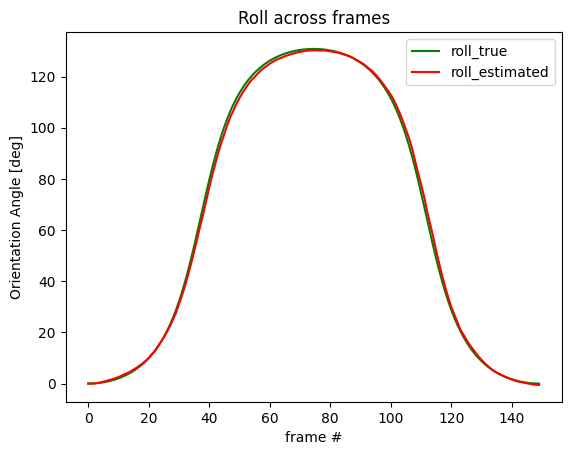 Roll across frames
roll_true
roll_estimated
Orientation Angle [deg]
120
100
80
60
40
20
0
0 20 40 60 80 100 120 140
frame #